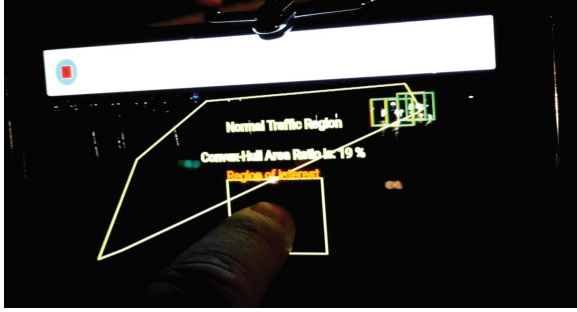 Normal Traffic Region
Convex-Hull Area Ratio is: 19 %
Region of Interest